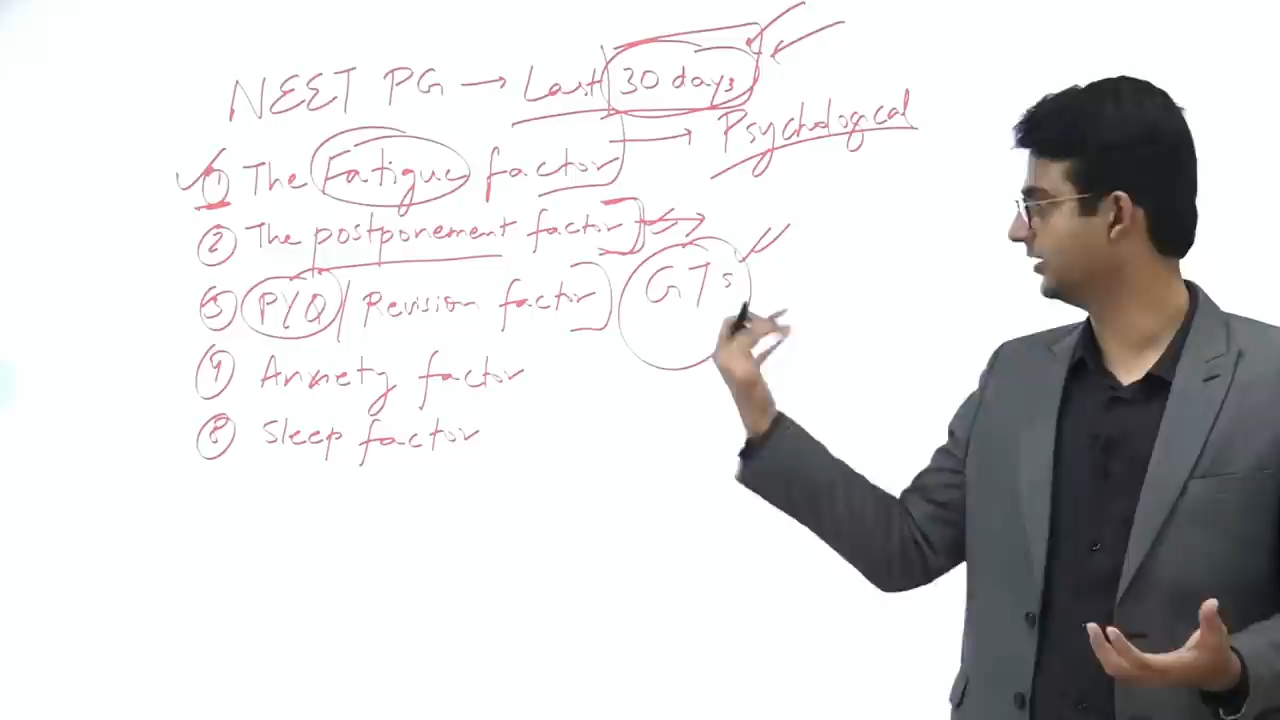 NEET PG → Last 30 days
① The Fatigue factor → Psychological
② The postponement factor
③ PYQ / Revision factor GTs
④ Anxiety factor
⑧ Sleep factor